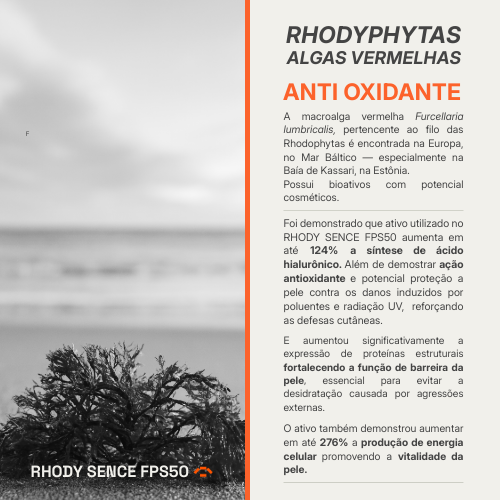 F
RHODY SENCE FPS50
RHODYPHYTAS
ALGAS VERMELHAS
ANTI OXIDANTE
A macroalga vermelha Furcellaria
lumbricalis, pertencente ao filo das
Rhodophytas é encontrada na Europa,
no Mar Báltico — especialmente na
Baía de Kassari, na Estônia.
Possui bioativos com potencial
cosméticos.
Foi demonstrado que ativo utilizado no
RHODY SENCE FPS50 aumenta em
até 124% a síntese de ácido
hialurônico. Além de demostrar ação
antioxidante e potencial proteção a
pele contra os danos induzidos por
poluentes e radiação UV, reforçando
as defesas cutâneas.
E aumentou significativamente a
expressão de proteínas estruturais
fortalecendo a função de barreira da
pele, essencial para evitar a
desidratação causada por agressões
externas.
O ativo também demonstrou aumentar
em até 276% a produção de energia
celular promovendo a vitalidade da
pele.